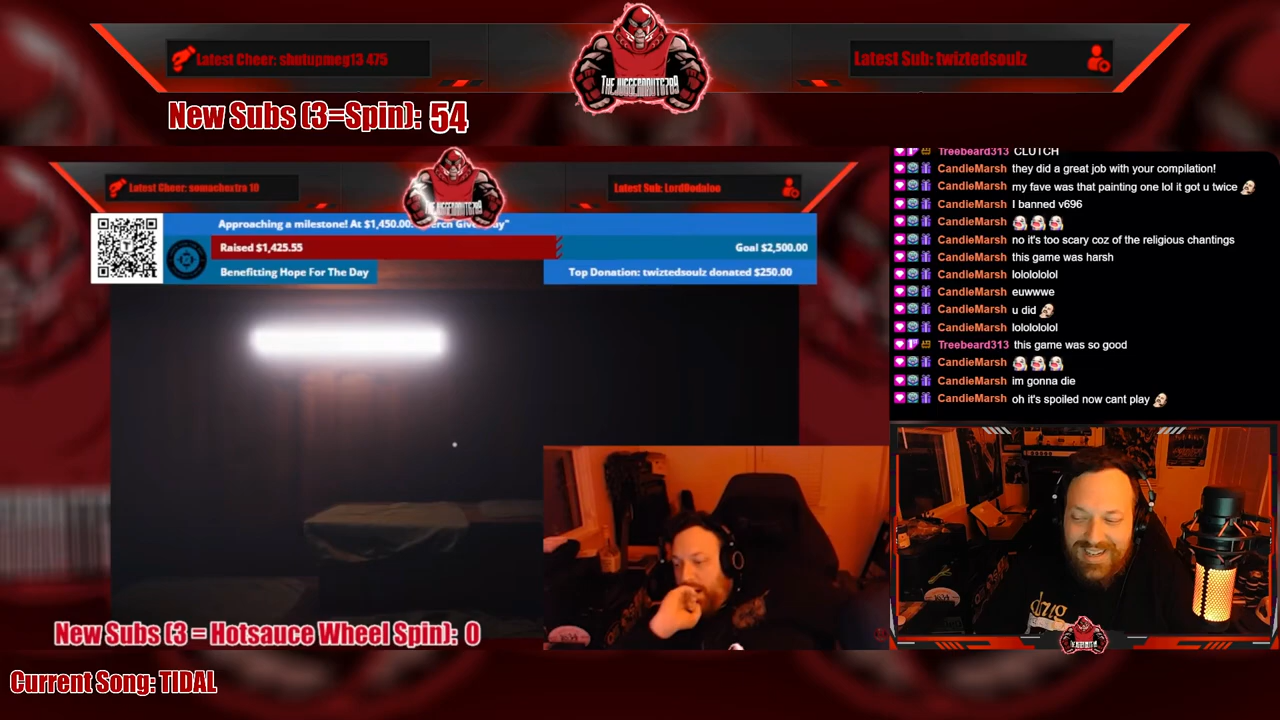 Latest Cheer: shutupmeg13 475
THEJUGGERNAUT6789
Latest Sub: twiztedsoulz
New Subs (3=Spin): 54
Latest Cheer: somachextra 10
Latest Sub: LordDodaloo
Approaching a milestone! At $1,450.00:
Raised $1,425.55
Goal $2,500.00
Benefitting Hope For The Day
Top Donation: twiztedsoulz donated $250.00
Treebeard313 CLUTCH
CandieMarsh they did a great job with your compilation!
CandieMarsh my fave was that painting one lol it got u twice
CandieMarsh I banned v696
CandieMarsh
CandieMarsh no it's too scary coz of the religious chantings
CandieMarsh this game was harsh
CandieMarsh lolololol
CandieMarsh euwwwe
CandieMarsh u did
CandieMarsh lolololol
Treebeard313 this game was so good
CandieMarsh
CandieMarsh im gonna die
CandieMarsh oh it's spoiled now cant play
New Subs (3 = Hotsauce Wheel Spin): 0
Current Song: TIDAL